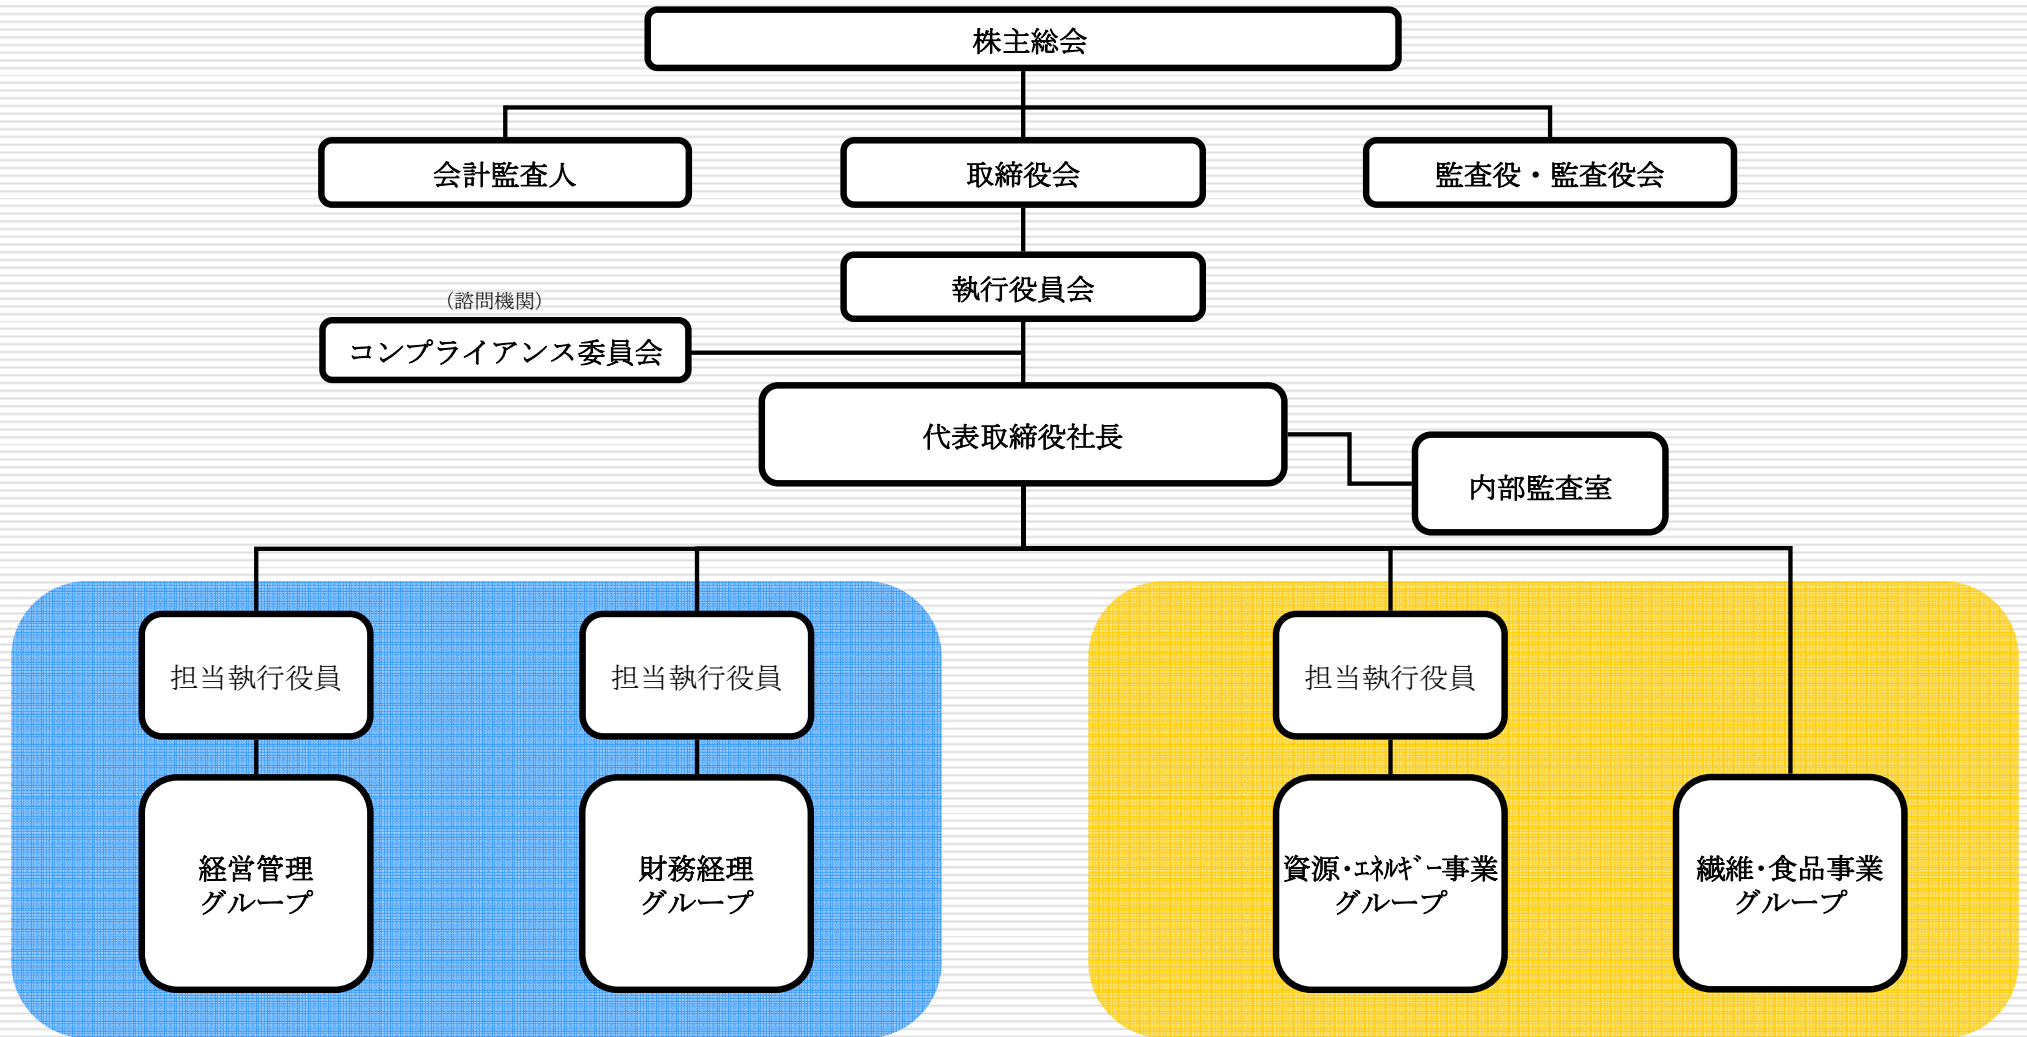 株主総会
会計監査人
取締役会
監査役・監査役会
執行役員会
（諮問機関）
コンプライアンス委員会
代表取締役社長
内部監査室
担当執行役員
担当執行役員
担当執行役員
経営管理
グループ
財務経理
グループ
資源・ｴﾈﾙｷﾞｰ事業
グループ
繊維・食品事業
グループ